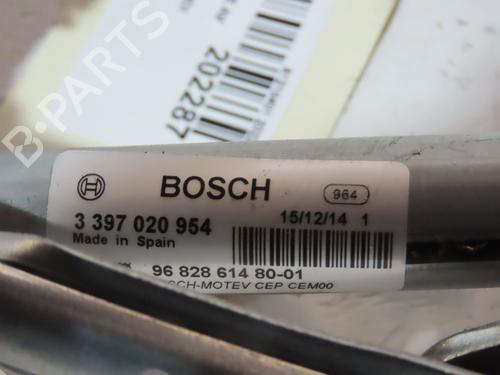 202287
BOSCH
964
3 397 020 954
15/12/14 1
Made in Spain
96 828 614 80-01
SCH-MOTEV CEP CEM00
B-PARTS